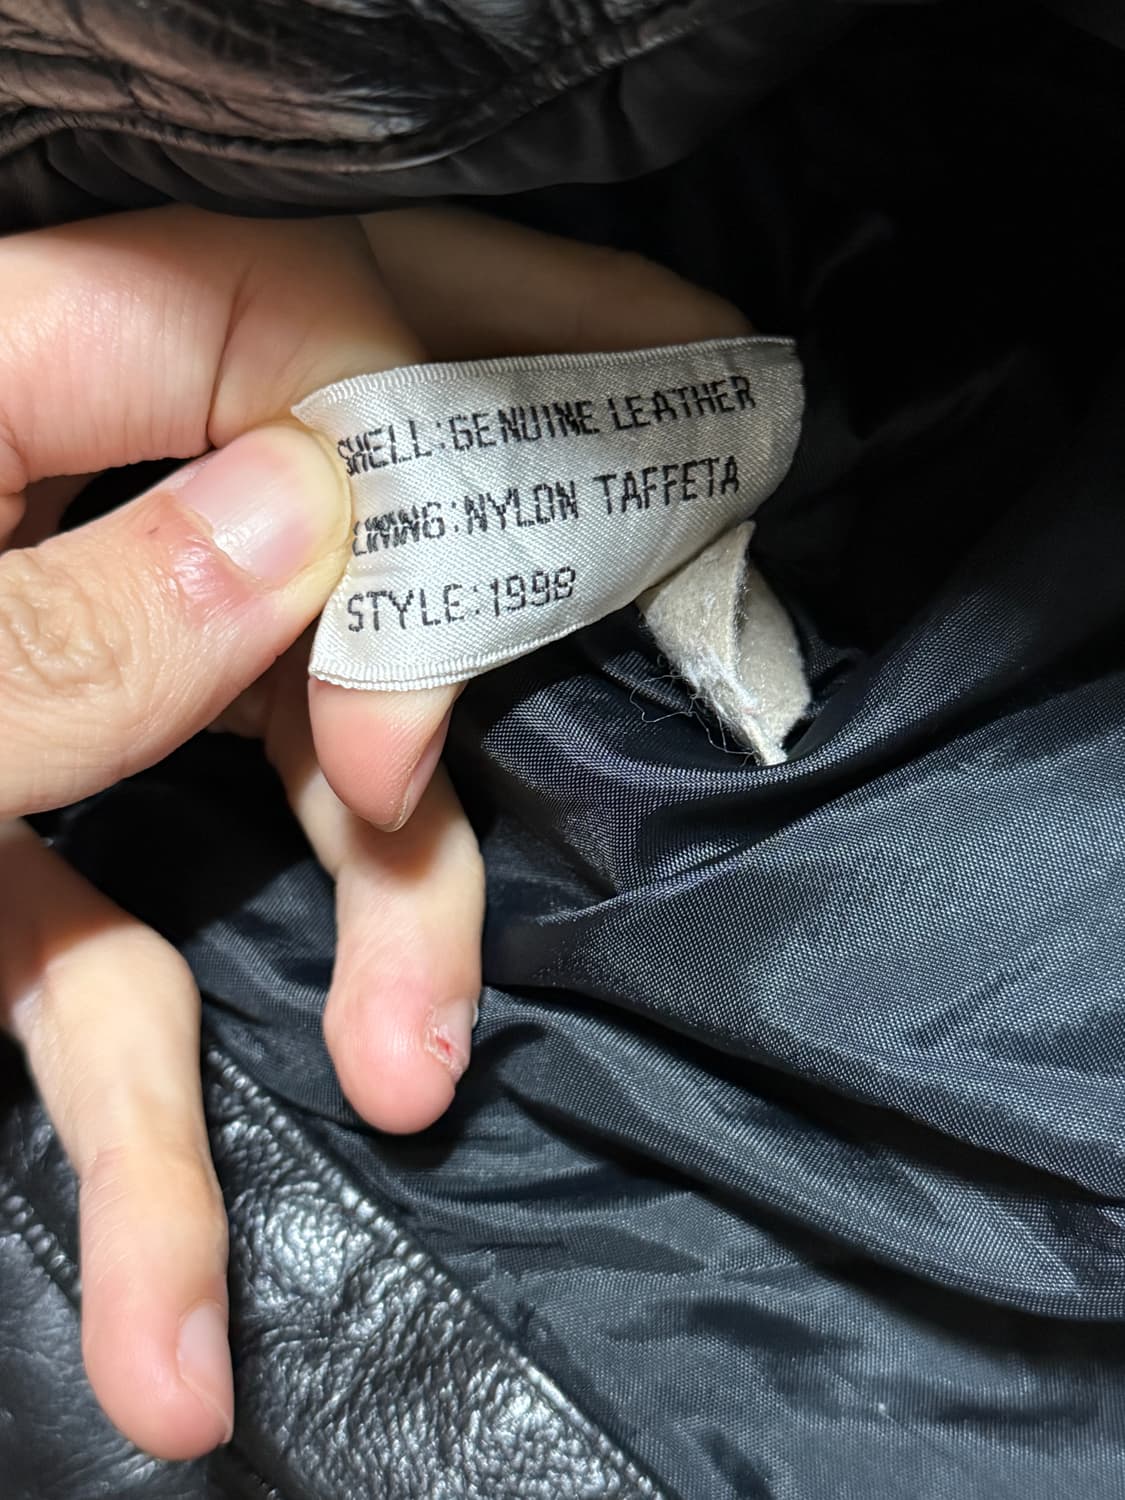 SHELL:GENUINE LEATHER
LINING:NYLON TAFFETA
STYLE:1998